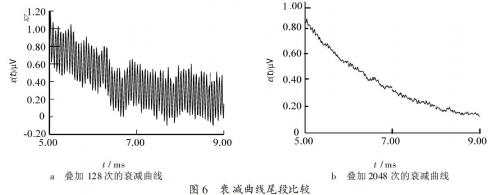 1.20
1.00
0.80
0.60
0.40
0.20
0
-0.20
ε(t)/μV
5.00 7.00 9.00
t / ms
a 叠加 128 次的衰减曲线
1.00
0.80
0.60
0.40
0.20
0
ε(t)/μV
5.00 7.00 9.00
t / ms
b 叠加 2048 次的衰减曲线
图 6 衰减曲线尾段比较